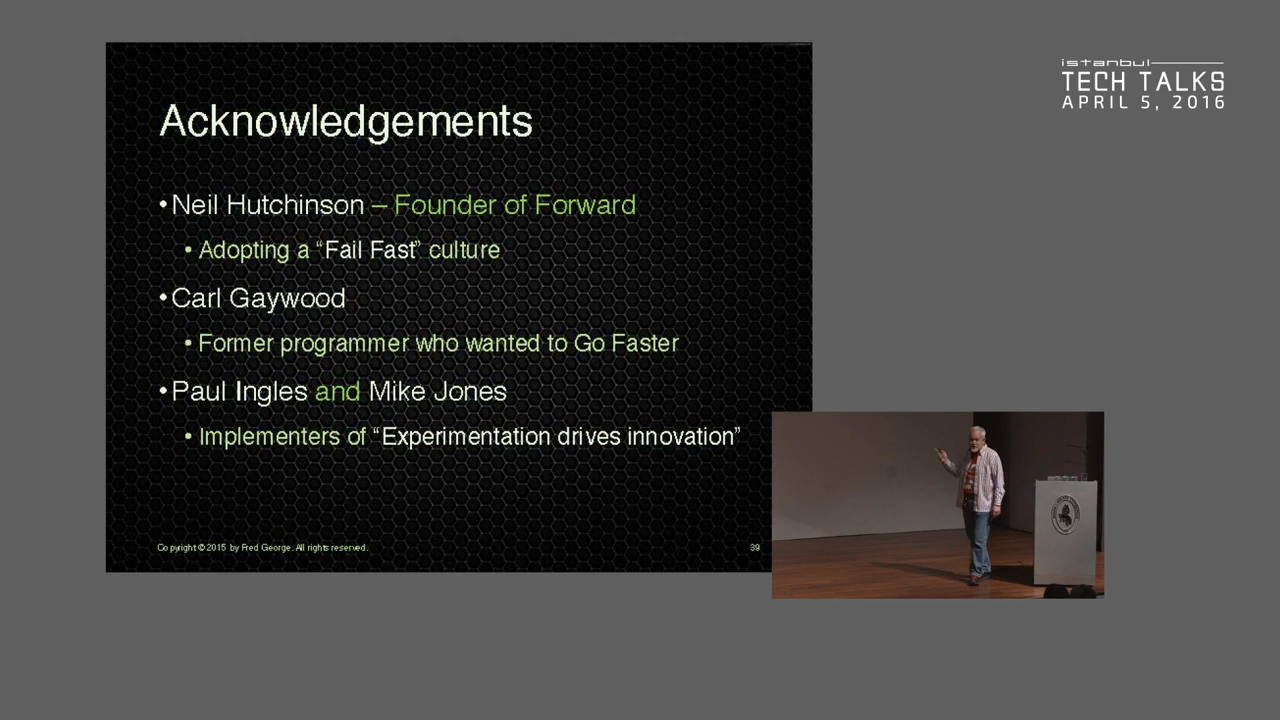 Acknowledgements
•Neil Hutchinson – Founder of Forward
• Adopting a “Fail Fast” culture
•Carl Gaywood
• Former programmer who wanted to Go Faster
•Paul Ingles and Mike Jones
• Implementers of “Experimentation drives innovation”
Copyright © 2015 by Fred George. All rights reserved.
39
istanbul
TECH TALKS
APRIL 5, 2016